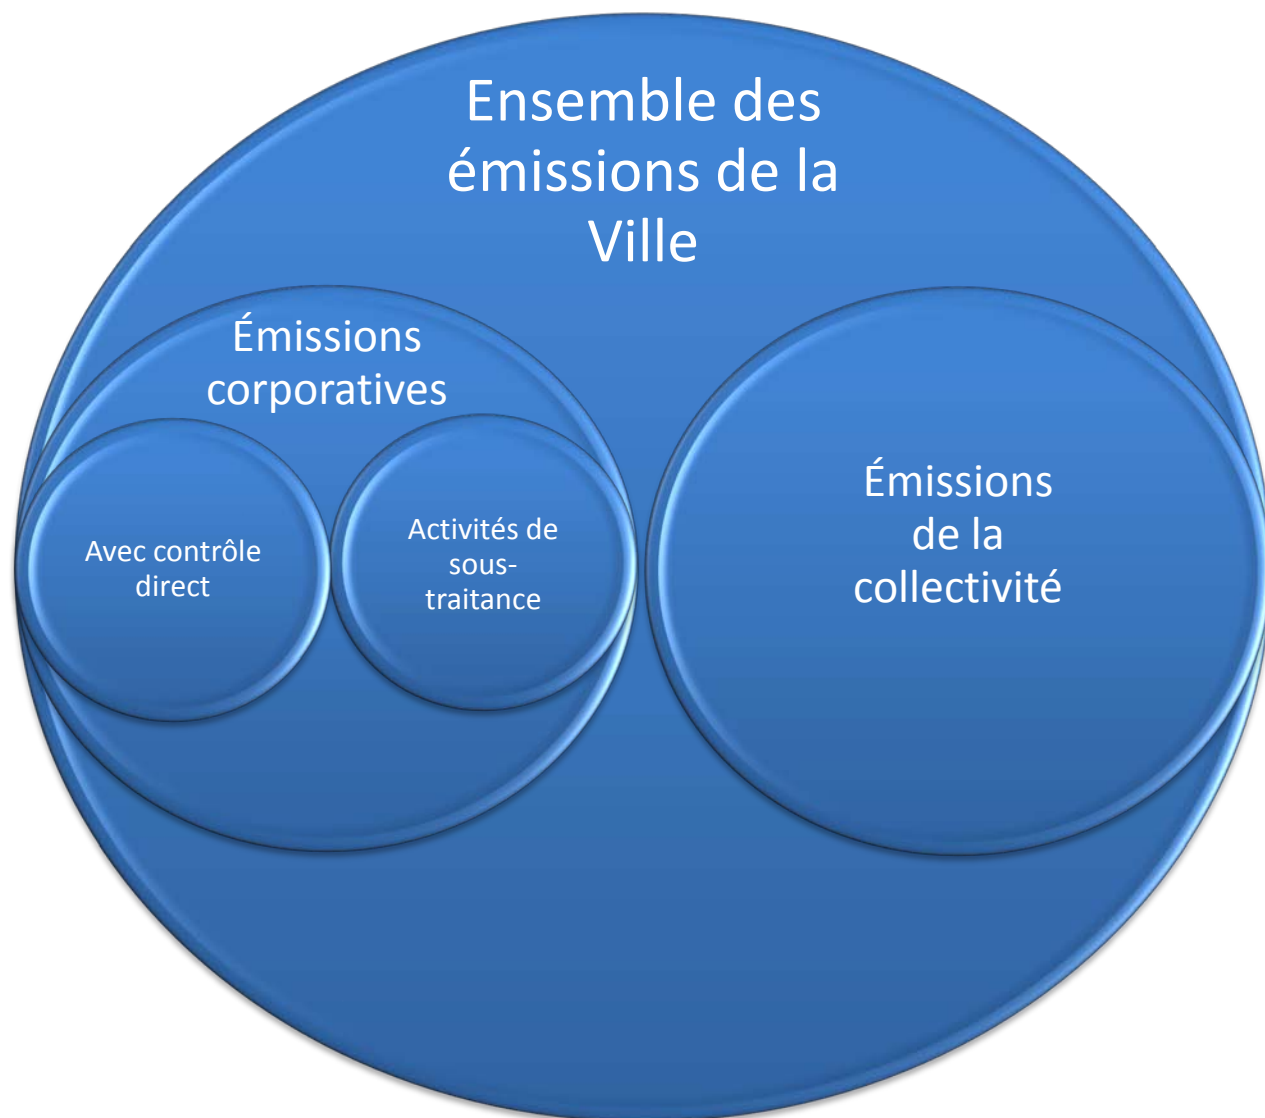 Ensemble des
émissions de la
Ville
Émissions
corporatives
Avec contrôle
direct
Activités de
sous-
traitance
Émissions
de la
collectivité